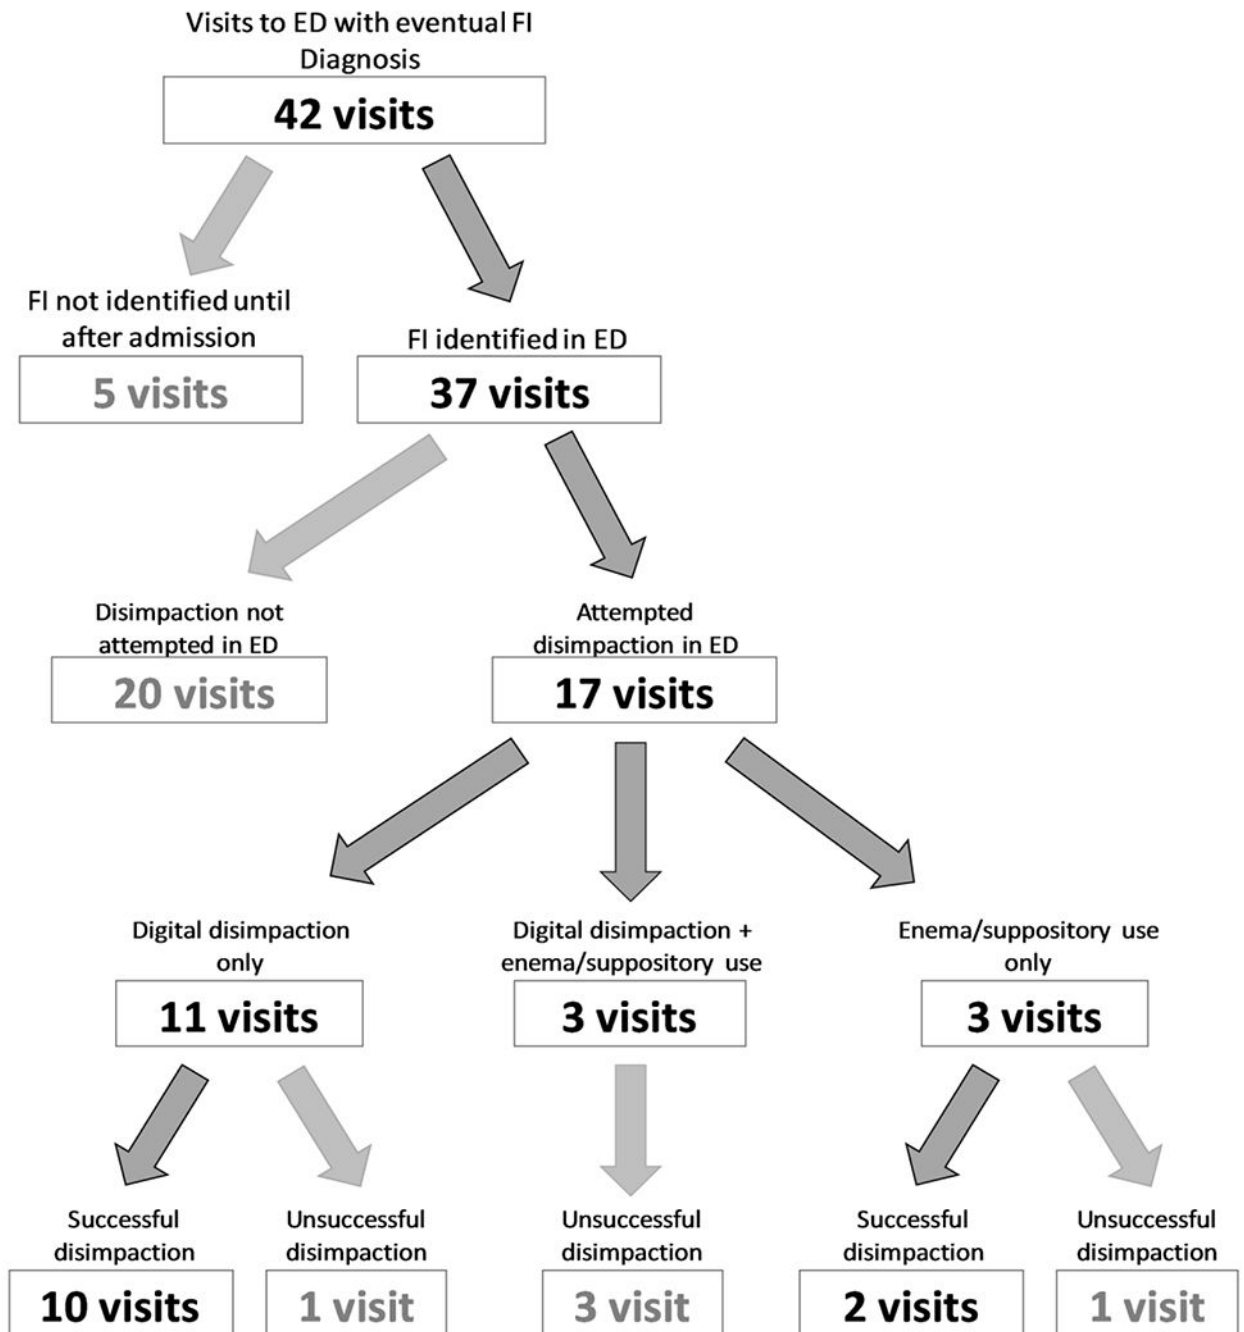 Visits to ED with eventual FI
Diagnosis
42 visits
FI not identified until
after admission
5 visits
FI identified in ED
37 visits
Disimpaction not
attempted in ED
20 visits
Attempted
disimpaction in ED
17 visits
Digital disimpaction
only
11 visits
Digital disimpaction +
enema/suppository use
3 visits
Enema/suppository use
only
3 visits
Successful
disimpaction
10 visits
Unsuccessful
disimpaction
1 visit
Unsuccessful
disimpaction
3 visit
Successful
disimpaction
2 visits
Unsuccessful
disimpaction
1 visit